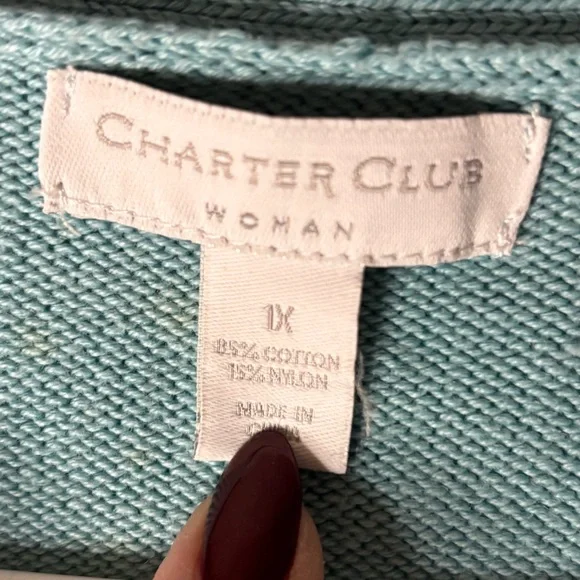 CHARTER CLUB
WOMAN
1X
85% COTTON
15% NYLON
MADE IN